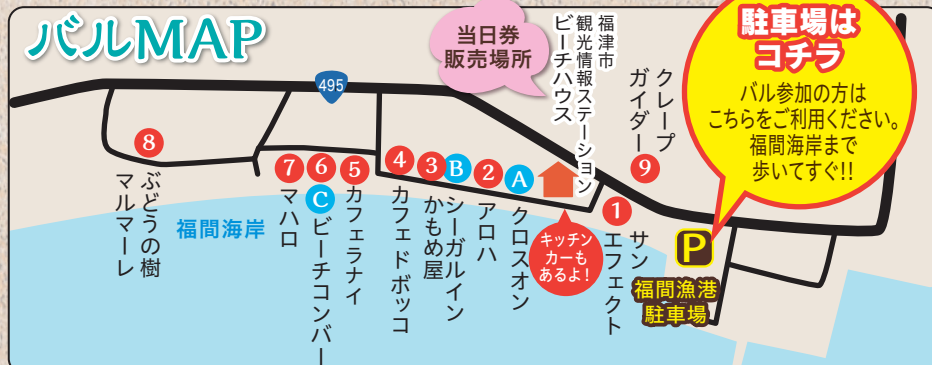 バルMAP
495
当日券
販売場所
福津市
観光情報ステーション
ビーチハウス
クレープ
ガイダー
9
駐車場は
コチラ
バル参加の方は
こちらをご利用ください。
福間海岸まで
歩いてすぐ!!
8
ぶどうの樹
マルマーレ
福間海岸
7
マハロ
6
C
ビーチコンバー
5
カフェラナイ
4
カフェドボッコ
3
かもめ屋
B
シーガルイン
2
アロハ
A
クロスオン
キッチン
カーも
あるよ!
1
サン
エフェクト
P
福間漁港
駐車場